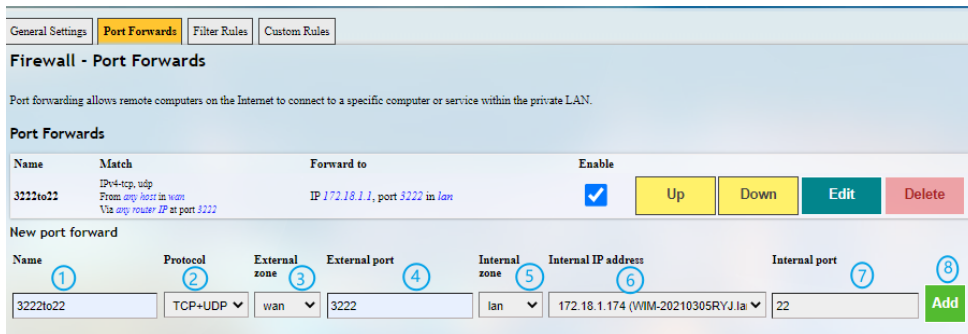 General Settings Port Forwards Filter Rules Custom Rules
Firewall - Port Forwards
Port forwarding allows remote computers on the Internet to connect to a specific computer or service within the private LAN.
Port Forwards
Name Match Forward to Enable
3222to22
IPv4-tcp, udp
From any host in wan
Via any router IP at port 3222
IP 172.18.1.1, port 3222 in lan
Up Down Edit Delete
New port forward
Name Protocol External zone External port Internal zone Internal IP address Internal port
1 2 3 4 5 6 7 8
3222to22 TCP+UDP wan 3222 lan 172.18.1.174 (WIM-20210305RYJ.la 22 Add